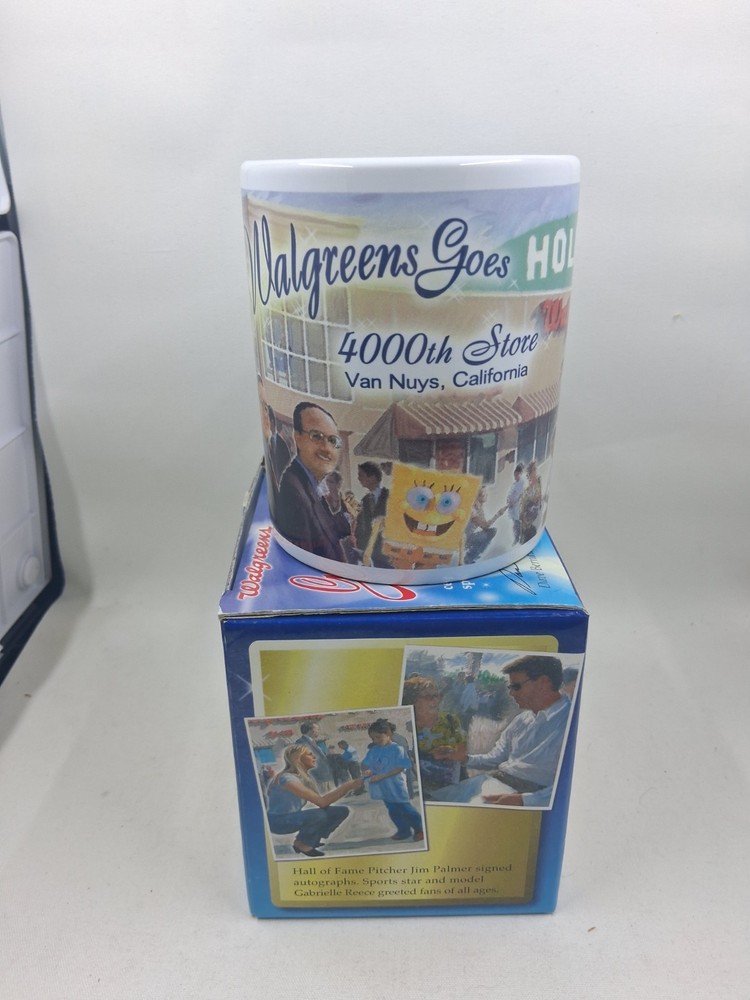 Walgreens Goes
HOL
4000th Store
Van Nuys, California
Walgreens
Hall of Fame Pitcher Jim Palmer signed
autographs. Sports star and model
Gabrielle Reece greeted fans of all ages.